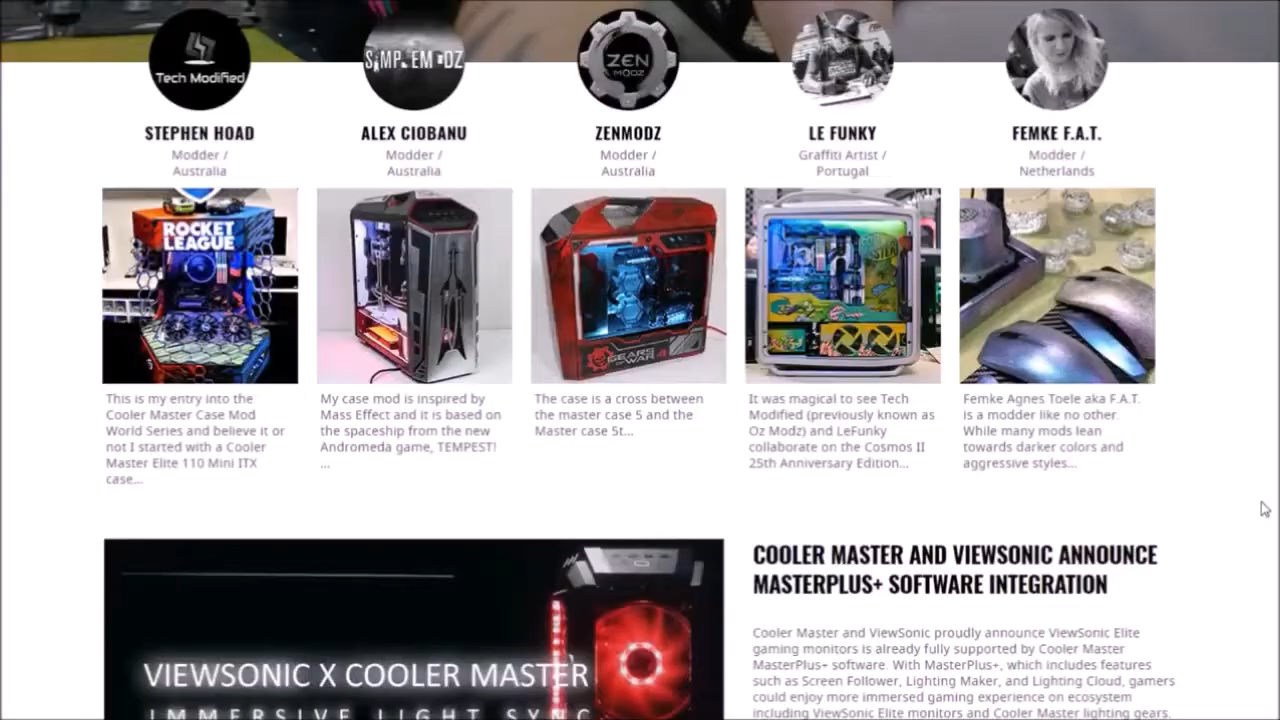 Tech Modified
ZEN
MODZ
STEPHEN HOAD
Modder /
Australia
ALEX CIOBANU
Modder /
Australia
ZENMODZ
Modder /
Australia
LE FUNKY
Graffiti Artist /
Portugal
FEMKE F.A.T.
Modder /
Netherlands
ROCKET
LEAGUE
GEARS
OF WAR 4
This is my entry into the
Cooler Master Case Mod
World Series and believe it or
not I started with a Cooler
Master Elite 110 Mini ITX
case...
My case mod is inspired by
Mass Effect and it is based on
the spaceship from the new
Andromeda game, TEMPEST!
...
The case is a cross between
the master case 5 and the
Master case 5t...
It was magical to see Tech
Modified (previously known as
Oz Modz) and LeFunky
collaborate on the Cosmos II
25th Anniversary Edition...
Femke Agnes Toele aka F.A.T.
is a modder like no other.
While many mods lean
towards darker colors and
aggressive styles...
VIEWSONIC X COOLER MASTER
COOLER MASTER AND VIEWSONIC ANNOUNCE
MASTERPLUS+ SOFTWARE INTEGRATION
Cooler Master and ViewSonic proudly announce ViewSonic Elite
gaming monitors is already fully supported by Cooler Master
MasterPlus+ software. With MasterPlus+, which includes features
such as Screen Follower, Lighting Maker, and Lighting Cloud, gamers
could enjoy more immersed gaming experience on ecosystem
including ViewSonic Elite monitors and Cooler Master lighting gears.